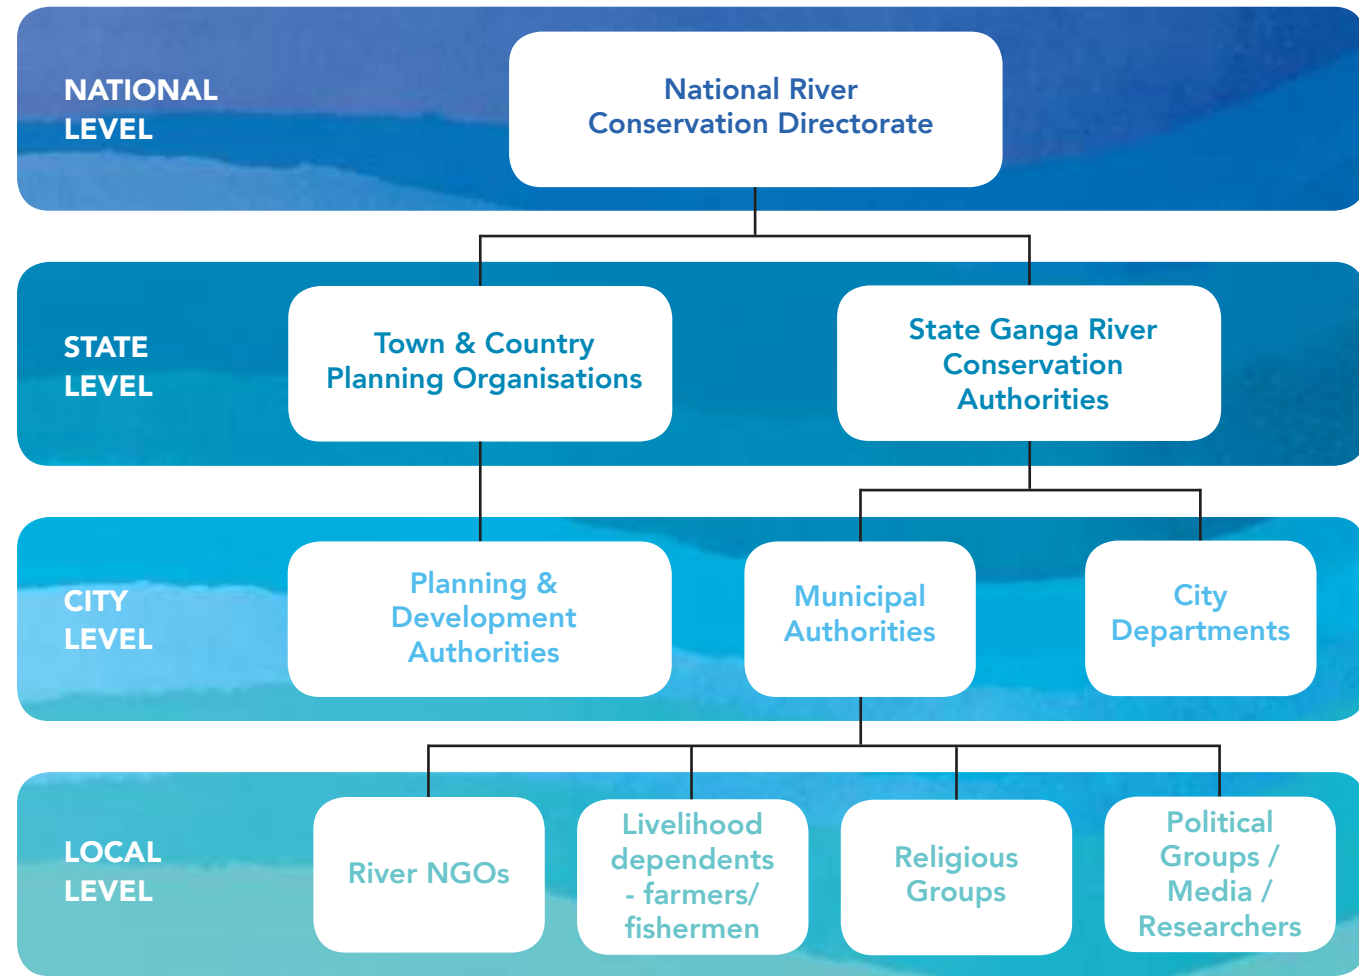 NATIONAL
LEVEL
National River
Conservation Directorate
STATE
LEVEL
Town & Country
Planning Organisations
State Ganga River
Conservation
Authorities
CITY
LEVEL
Planning &
Development
Authorities
Municipal
Authorities
City
Departments
LOCAL
LEVEL
River NGOs
Livelihood
dependents
- farmers/
fishermen
Religious
Groups
Political
Groups /
Media /
Researchers